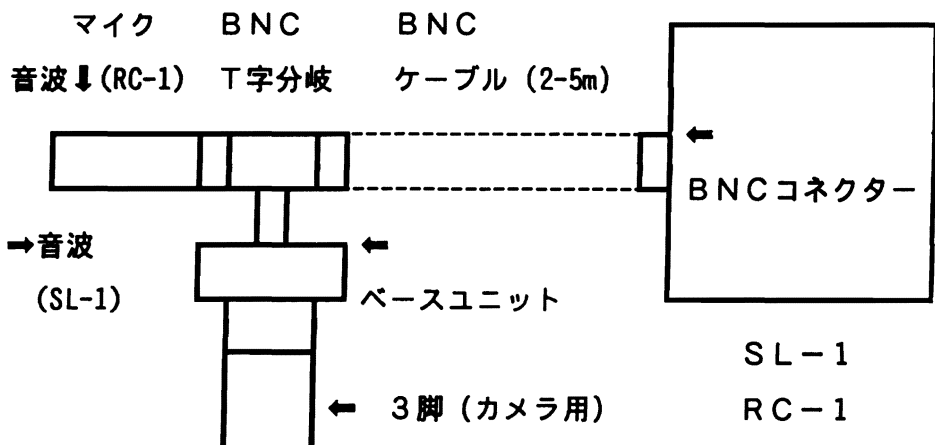 マイク BNC BNC
音波⬇(RC-1) T字分岐 ケーブル (2-5m)
⬅
BNCコネクター
➡音波 ⬅
(SL-1) ベースユニット
SL-1
⬅ 3脚 (カメラ用) RC-1